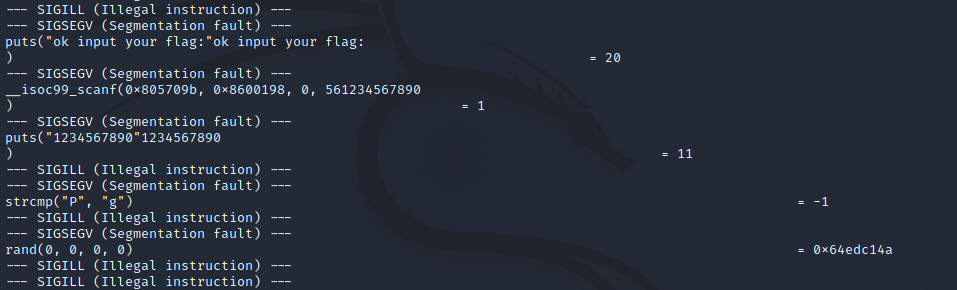 --- SIGILL (Illegal instruction) ---
--- SIGSEGV (Segmentation fault) ---
puts("ok input your flag:"ok input your flag:
) = 20
--- SIGSEGV (Segmentation fault) ---
__isoc99_scanf(0×805709b, 0×8600198, 0, 561234567890
) = 1
--- SIGSEGV (Segmentation fault) ---
puts("1234567890"1234567890
) = 11
--- SIGILL (Illegal instruction) ---
--- SIGSEGV (Segmentation fault) ---
strcmp("P", "g") = -1
--- SIGILL (Illegal instruction) ---
--- SIGSEGV (Segmentation fault) ---
rand(0, 0, 0, 0) = 0×64edc14a
--- SIGILL (Illegal instruction) ---
--- SIGILL (Illegal instruction) ---